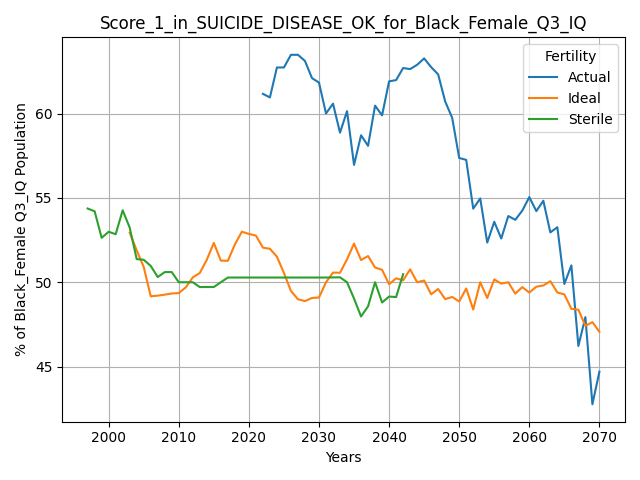 Score_1_in_SUICIDE_DISEASE_OK_for_Black_Female_Q3_IQ
Fertility
Actual
Ideal
Sterile
% of Black_Female Q3_IQ Population
60
55
50
45
2000 2010 2020 2030 2040 2050 2060 2070
Years